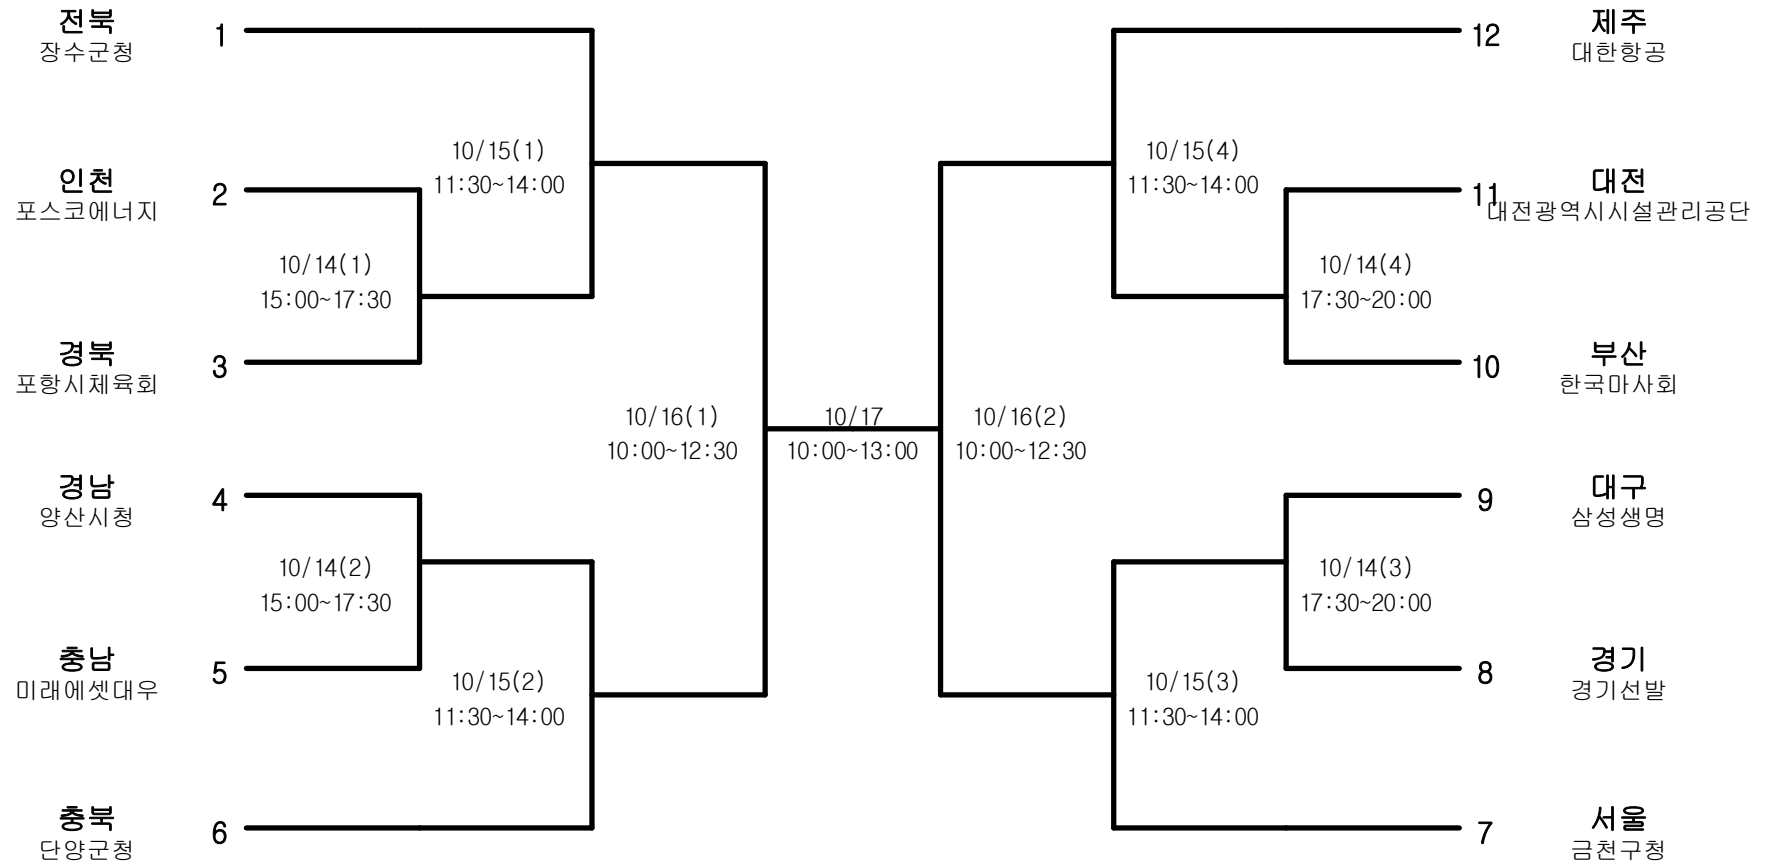 전북
장수군청
1
인천
포스코에너지
2
10/15(1)
11:30~14:00
10/14(1)
15:00~17:30
경북
포항시체육회
3
경남
양산시청
4
10/14(2)
15:00~17:30
충남
미래에셋대우
5
10/15(2)
11:30~14:00
충북
단양군청
6
10/16(1)
10:00~12:30
10/17
10:00~13:00
10/16(2)
10:00~12:30
12
제주
대한항공
10/15(4)
11:30~14:00
11
대전
대전광역시시설관리공단
10/14(4)
17:30~20:00
10
부산
한국마사회
9
대구
삼성생명
10/14(3)
17:30~20:00
8
경기
경기선발
10/15(3)
11:30~14:00
7
서울
금천구청